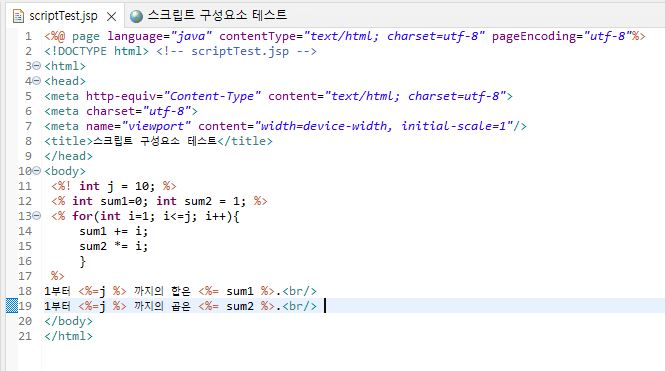 scriptTest.jsp 스크립트 구성요소 테스트
1 <%@ page language="java" contentType="text/html; charset=utf-8" pageEncoding="utf-8"%>
2 <!DOCTYPE html> <!-- scriptTest.jsp -->
3 <html>
4 <head>
5 <meta http-equiv="Content-Type" content="text/html; charset=utf-8">
6 <meta charset="utf-8">
7 <meta name="viewport" content="width=device-width, initial-scale=1"/>
8 <title>스크립트 구성요소 테스트</title>
9 </head>
10 <body>
11 <%! int j = 10; %>
12 <% int sum1=0; int sum2 = 1; %>
13 <% for(int i=1; i<=j; i++){
14 sum1 += i;
15 sum2 *= i;
16 }
17 %>
18 1부터 <%=j %> 까지의 합은 <%= sum1 %>.<br/>
19 1부터 <%=j %> 까지의 곱은 <%= sum2 %>.<br/>
20 </body>
21 </html>